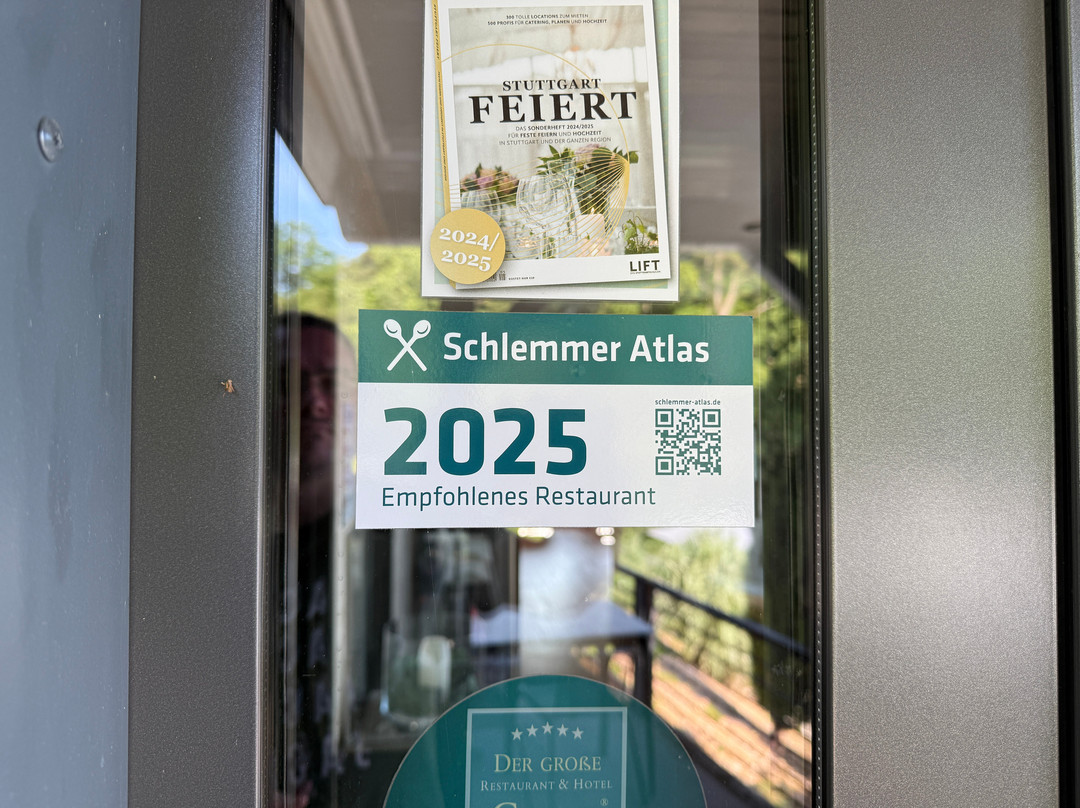 300 TOLLE LOCATIONS ZUM MIETEN
500 PROFIS FÜR CATERING, PLANEN UND HOCHZEIT
STUTTGART
FEIERT
DAS SONDERHEFT 2024/2025
FÜR FESTE FEIERN UND HOCHZEIT
IN STUTTGART UND DER GANZEN REGION
2024/
2025
LIFT
Schlemmer Atlas
schlemmer-atlas.de
2025
Empfohlenes Restaurant
DER GROßE
RESTAURANT & HOTEL
®